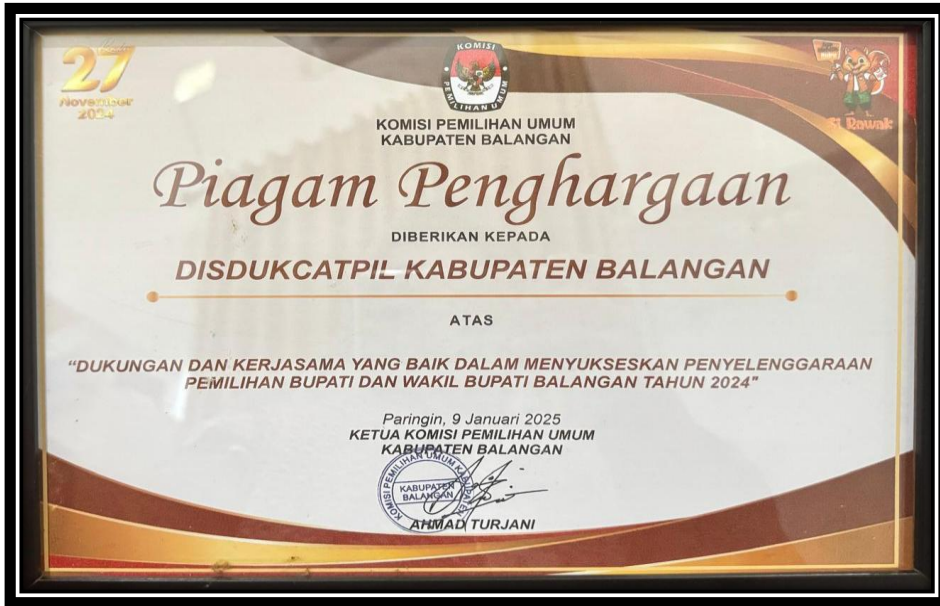 27
November
2024
KOMISI
PEMILIHAN UMUM
Si Rawak
KOMISI PEMILIHAN UMUM
KABUPATEN BALANGAN
Piagam Penghargaan
DIBERIKAN KEPADA
DISDUKCATPIL KABUPATEN BALANGAN
ATAS
“DUKUNGAN DAN KERJASAMA YANG BAIK DALAM MENYUKSESKAN PENYELENGGARAAN
PEMILIHAN BUPATI DAN WAKIL BUPATI BALANGAN TAHUN 2024"
Paringin, 9 Januari 2025
KETUA KOMISI PEMILIHAN UMUM
KABUPATEN BALANGAN
KOMISI PEMILIHAN UMUM KABUPATEN
KABUPATEN
BALANGAN
AHMAD TURJANI